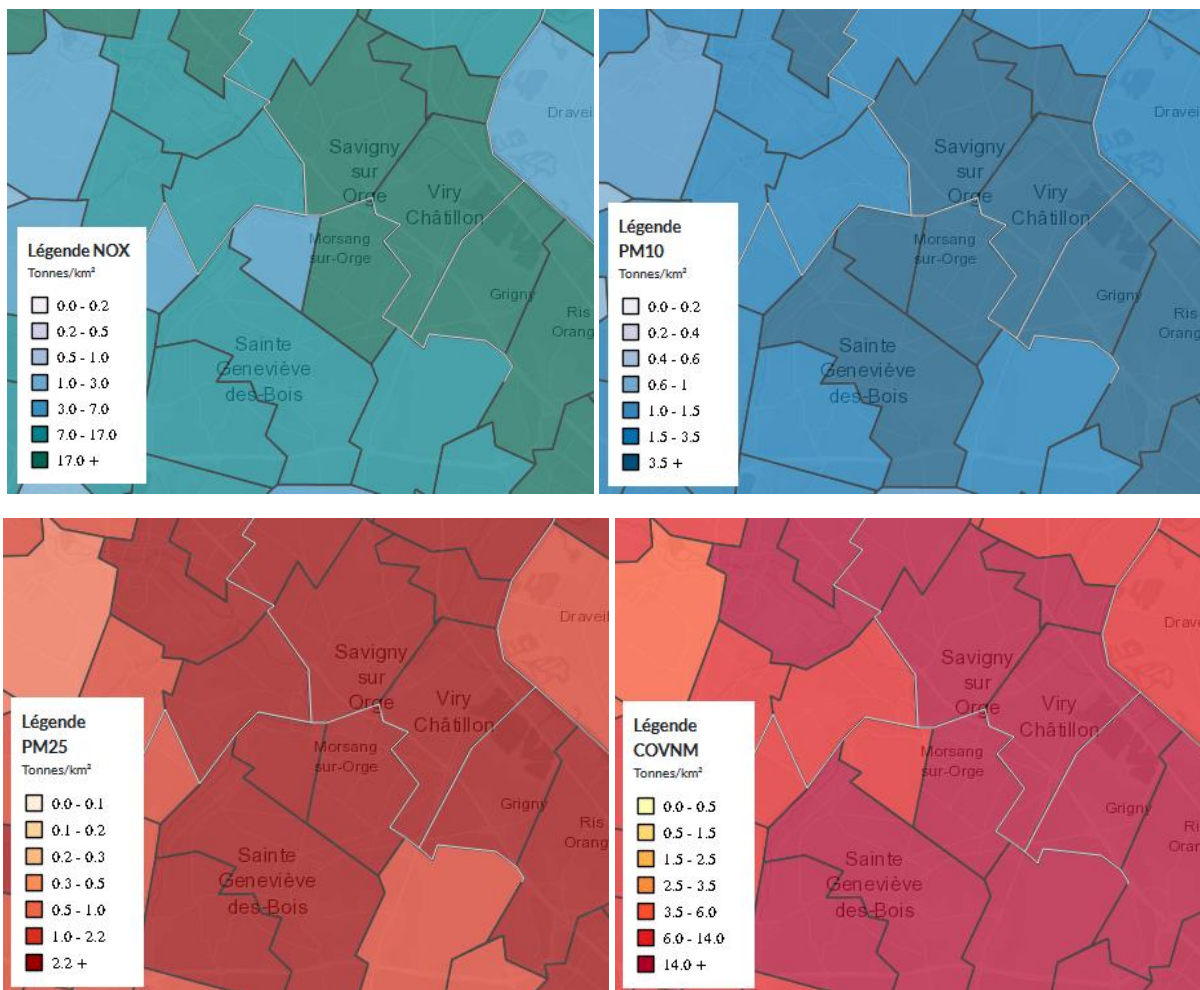 Savigny
sur
Orge
Viry
Châtillon
Morsang
sur-Orge
Grigny
Ris
Orang
Dravei
Sainte
Geneviève
des-Bois
Légende NOX
Tonnes/km²
0.0 - 0.2
0.2 - 0.5
0.5 - 1.0
1.0 - 3.0
3.0 - 7.0
7.0 - 17.0
17.0 +
Savigny
sur
Orge
Viry
Châtillon
Morsang
sur-Orge
Grigny
Ris
Orang
Dravei
Sainte
Geneviève
des-Bois
Légende
PM10
Tonnes/km²
0.0 - 0.2
0.2 - 0.4
0.4 - 0.6
0.6 - 1
1.0 - 1.5
1.5 - 3.5
3.5 +
Savigny
sur
Orge
Viry
Châtillon
Morsang
sur-Orge
Grigny
Ris
Orang
Draveil
Sainte
Geneviève
des-Bois
Légende
PM25
Tonnes/km²
0.0 - 0.1
0.1 - 0.2
0.2 - 0.3
0.3 - 0.5
0.5 - 1.0
1.0 - 2.2
2.2 +
Savigny
sur
Orge
Viry
Châtillon
Morsang
sur-Orge
Grigny
Ris
Oran
Drave
Sainte
Geneviève
des-Bois
Légende
COVNM
Tonnes/km²
0.0 - 0.5
0.5 - 1.5
1.5 - 2.5
2.5 - 3.5
3.5 - 6.0
6.0 - 14.0
14.0 +